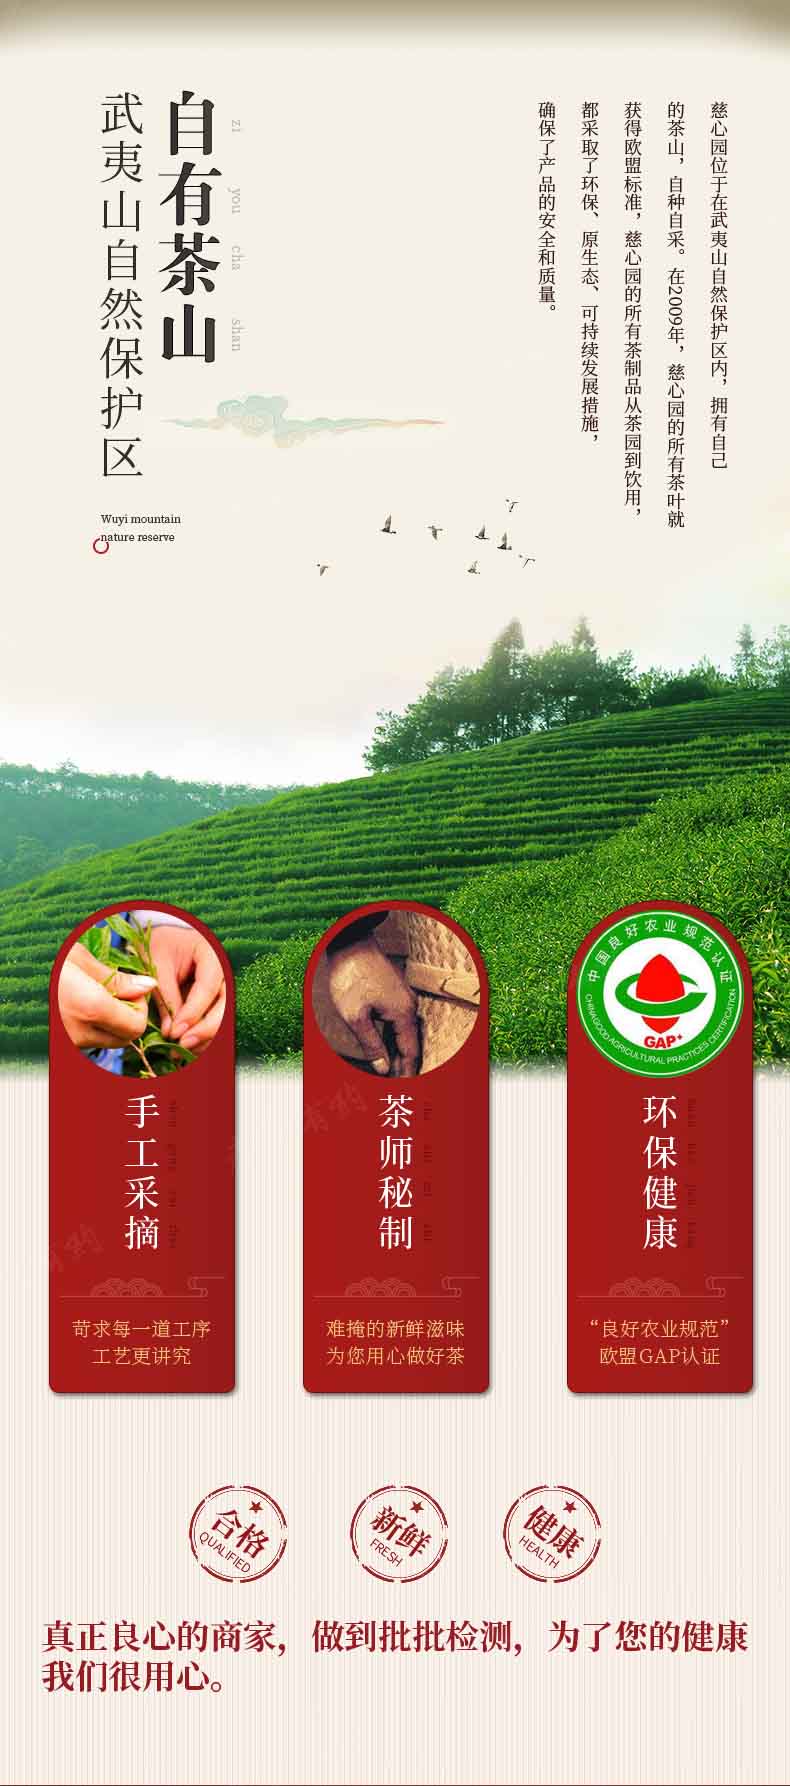 自有茶山
zi you cha shan
武夷山自然保护区
Wuyi mountain
nature reserve
慈心园位于在武夷山自然保护区内，拥有自己
的茶山，自种自采。在2009年，慈心园的所有茶叶就
获得欧盟标准，慈心园的所有茶制品从茶园到饮用，
都采取了环保、原生态、可持续发展措施，
确保了产品的安全和质量。
手工采摘
苛求每一道工序
工艺更讲究
茶师秘制
难掩的新鲜滋味
为您用心做好茶
中国良好农业规范认证
GAP+
CHINAGOOD AGRICULTURAL PRACTICES CERTIFICATION
环保健康
“良好农业规范”
欧盟GAP认证
合格
QUALIFIED
新鲜
FRESH
健康
HEALTH
真正良心的商家，做到批批检测，为了您的健康
我们很用心。